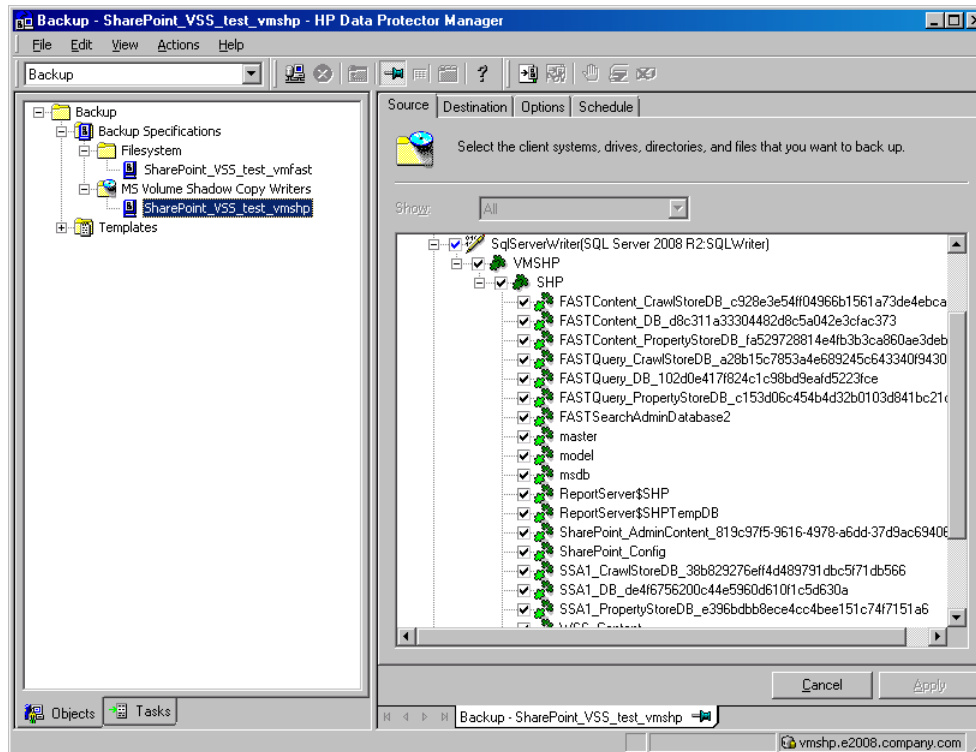 Backup - SharePoint_VSS_test_vmshp - HP Data Protector Manager
File Edit View Actions Help
Backup
Backup
Backup Specifications
Filesystem
SharePoint_VSS_test_vmfast
MS Volume Shadow Copy Writers
SharePoint_VSS_test_vmshp
Templates
Objects Tasks
Source Destination Options Schedule
Select the client systems, drives, directories, and files that you want to back up.
Show: All
SqlServerWriter(SQL Server 2008 R2:SQLWriter)
VMSHP
SHP
FASTContent_CrawlStoreDB_c928e3e54ff04966b1561a73de4ebca
FASTContent_DB_d8c311a33304482d8c5a042e3cfac373
FASTContent_PropertyStoreDB_fa529728814e4fb3b3ca860ae3deb
FASTQuery_CrawlStoreDB_a28b15c7853a4e689245c643340f9430
FASTQuery_DB_102d0e417f824c1c98bd9eafd5223fce
FASTQuery_PropertyStoreDB_c153d06c454b4d32b0103d841bc21c
FASTSearchAdminDatabase2
master
model
msdb
ReportServer$SHP
ReportServer$SHPTempDB
SharePoint_AdminContent_819c97f5-9616-4978-a6dd-37d9ac69406
SharePoint_Config
SSA1_CrawlStoreDB_38b829276eff4d489791dbc5f71db566
SSA1_DB_de4f6756200c44e5960d610f1c5d630a
SSA1_PropertyStoreDB_e396bdbb8ece4cc4bee151c74f7151a6
WSS_Content
Cancel Apply
Backup - SharePoint_VSS_test_vmshp
vmshp.e2008.company.com